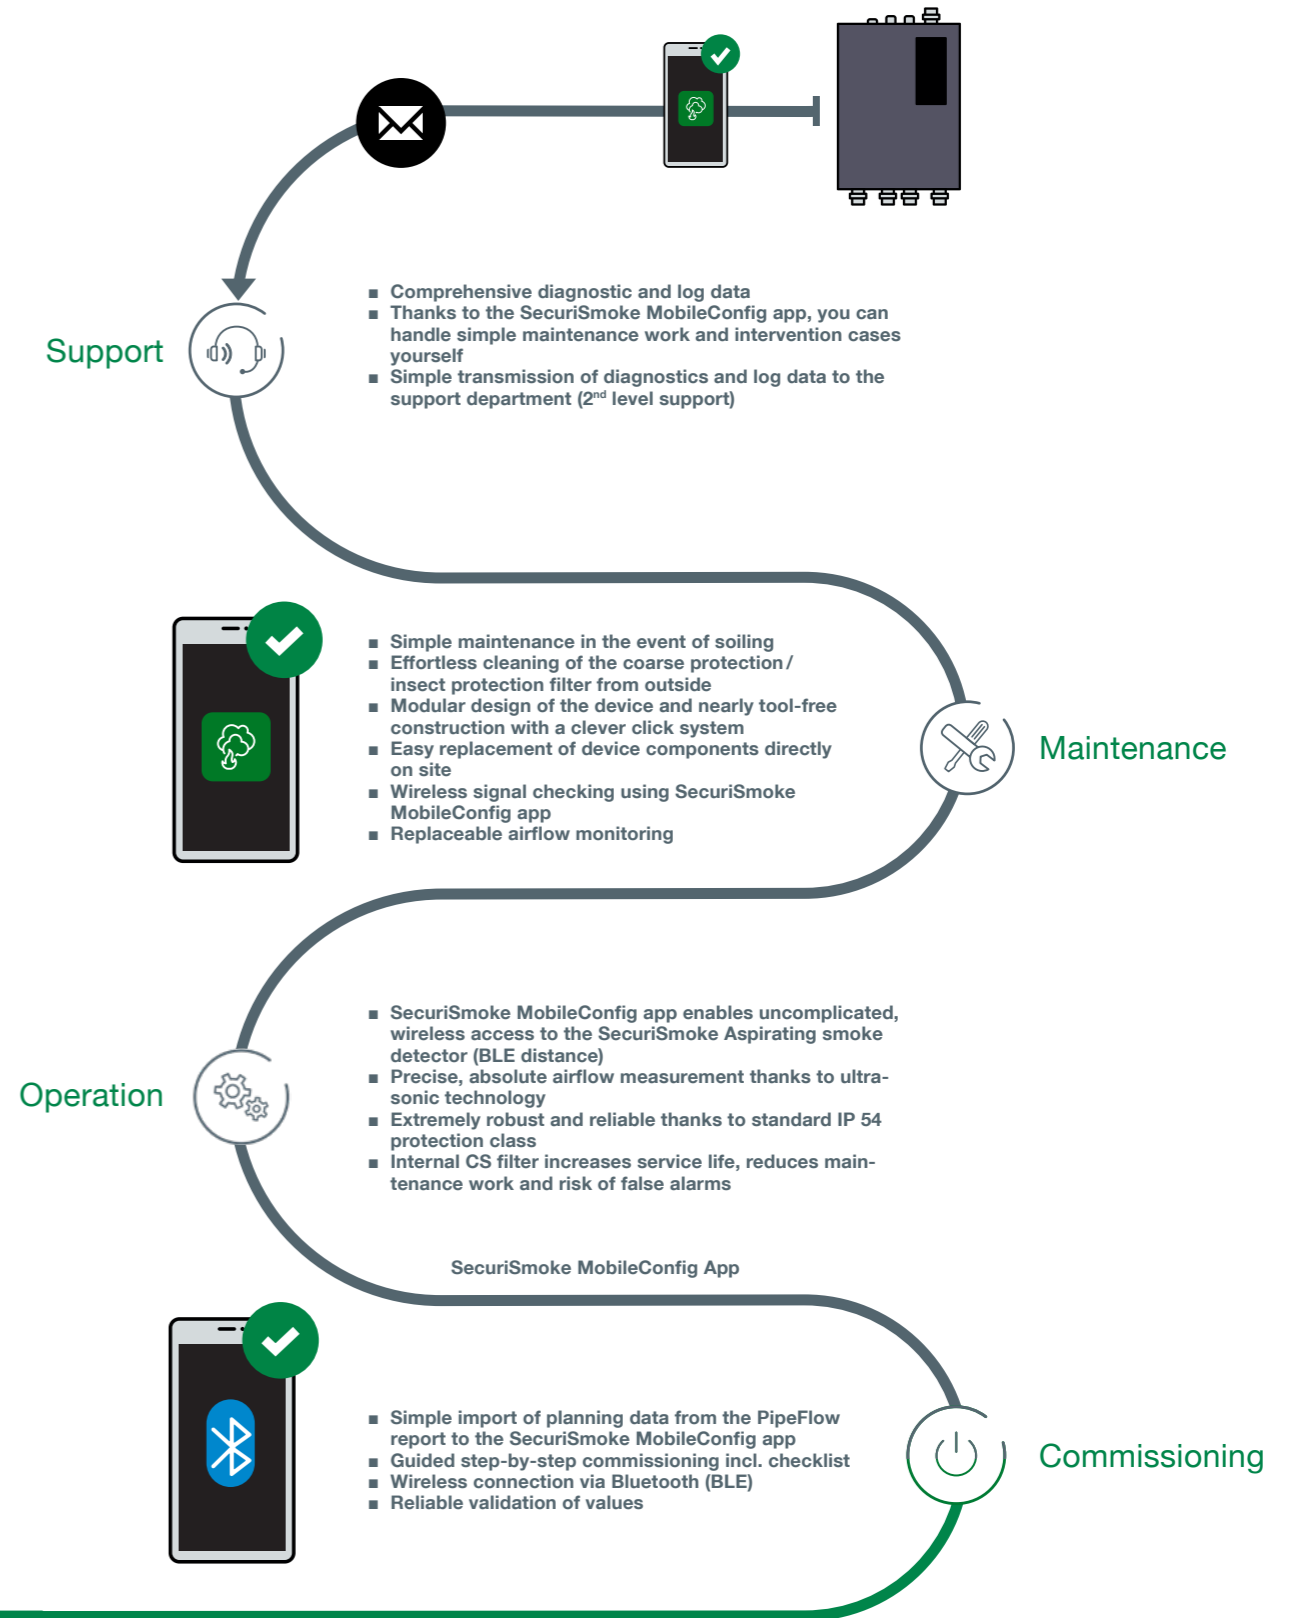 Support
■ Comprehensive diagnostic and log data
■ Thanks to the SecuriSmoke MobileConfig app, you can
handle simple maintenance work and intervention cases
yourself
■ Simple transmission of diagnostics and log data to the
support department (2nd level support)
■ Simple maintenance in the event of soiling
■ Effortless cleaning of the coarse protection /
insect protection filter from outside
■ Modular design of the device and nearly tool-free
construction with a clever click system
■ Easy replacement of device components directly
on site
■ Wireless signal checking using SecuriSmoke
MobileConfig app
■ Replaceable airflow monitoring
Maintenance
Operation
■ SecuriSmoke MobileConfig app enables uncomplicated,
wireless access to the SecuriSmoke Aspirating smoke
detector (BLE distance)
■ Precise, absolute airflow measurement thanks to ultra-
sonic technology
■ Extremely robust and reliable thanks to standard IP 54
protection class
■ Internal CS filter increases service life, reduces main-
tenance work and risk of false alarms
SecuriSmoke MobileConfig App
■ Simple import of planning data from the PipeFlow
report to the SecuriSmoke MobileConfig app
■ Guided step-by-step commissioning incl. checklist
■ Wireless connection via Bluetooth (BLE)
■ Reliable validation of values
Commissioning